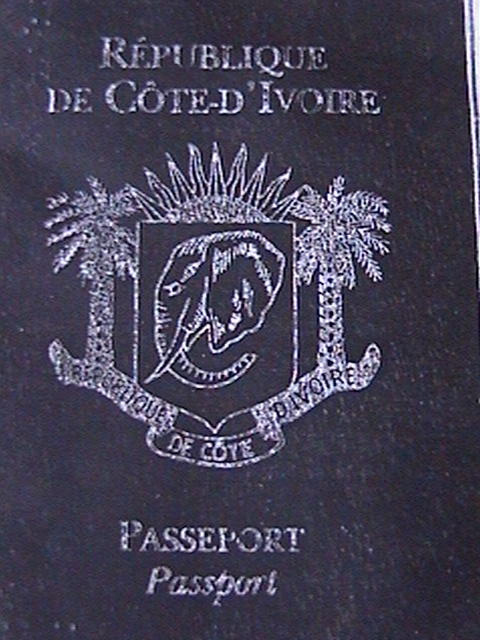 RÉPUBLIQUE
DE CÔTE-D'IVOIRE
RÉPUBLIQUE DE CÔTE D'IVOIRE
PASSEPORT
Passport